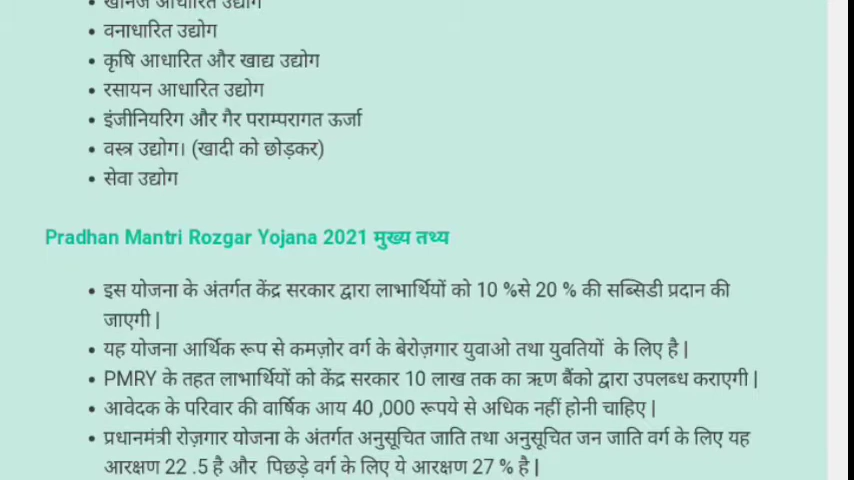 खनिज आधारित उद्योग
वनाधारित उद्योग
कृषि आधारित और खाद्य उद्योग
रसायन आधारित उद्योग
इंजीनियरिग और गैर पराम्परागत ऊर्जा
वस्त्र उद्योग। (खादी को छोड़कर)
सेवा उद्योग
Pradhan Mantri Rozgar Yojana 2021 मुख्य तथ्य
इस योजना के अंतर्गत केंद्र सरकार द्वारा लाभार्थियों को 10 %से 20 % की सब्सिडी प्रदान की
जाएगी |
यह योजना आर्थिक रूप से कमज़ोर वर्ग के बेरोज़गार युवाओ तथा युवतियों के लिए है |
PMRY के तहत लाभार्थियों को केंद्र सरकार 10 लाख तक का ऋण बैंको द्वारा उपलब्ध कराएगी |
आवेदक के परिवार की वार्षिक आय 40 ,000 रूपये से अधिक नहीं होनी चाहिए |
प्रधानमंत्री रोज़गार योजना के अंतर्गत अनुसूचित जाति तथा अनुसूचित जन जाति वर्ग के लिए यह
आरक्षण 22 .5 है और पिछड़े वर्ग के लिए ये आरक्षण 27 % है |